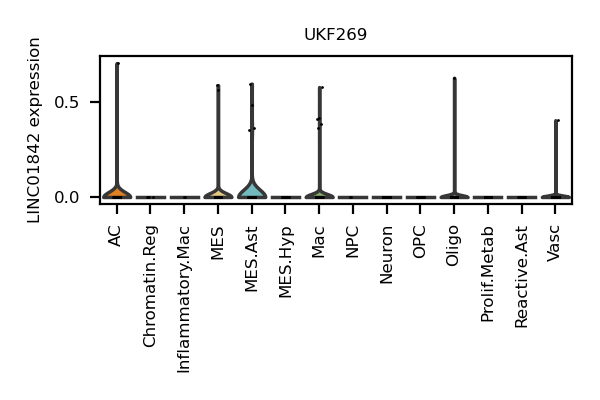 UKF269
LINC01842 expression
0.5
0.0
AC
Chromatin.Reg
Inflammatory.Mac
MES
MES.Ast
MES.Hyp
Mac
NPC
Neuron
OPC
Oligo
Prolif.Metab
Reactive.Ast
Vasc